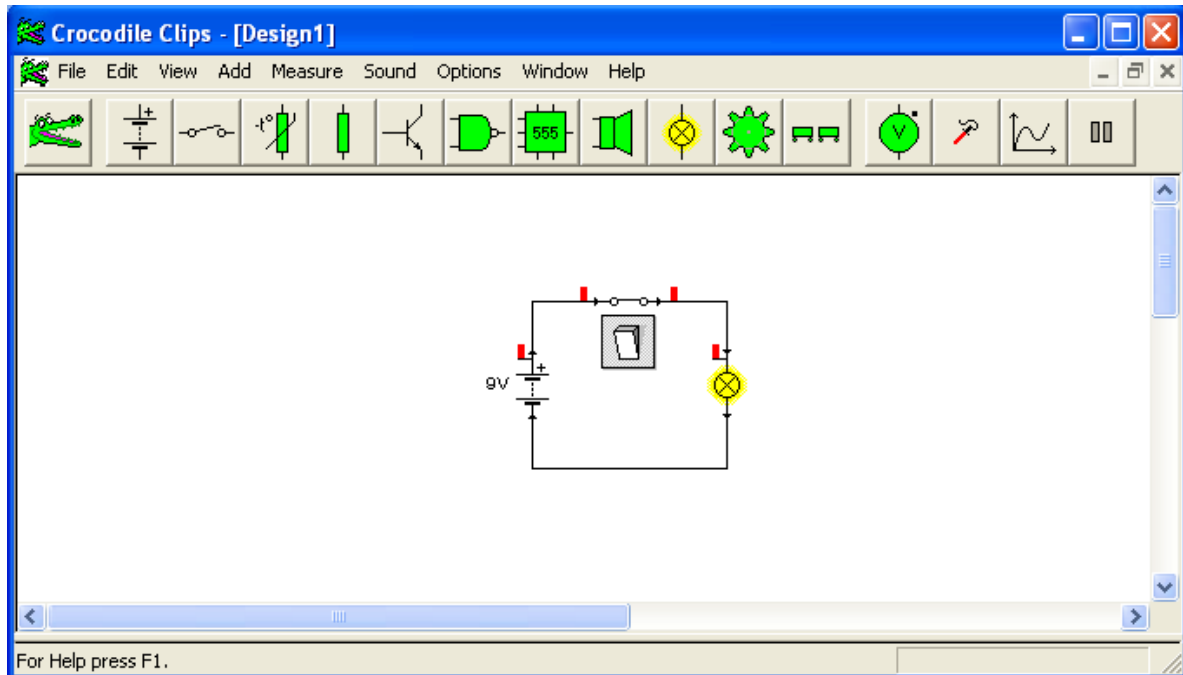 Crocodile Clips - [Design1]
File Edit View Add Measure Sound Options Window Help
555
V
9V
For Help press F1.